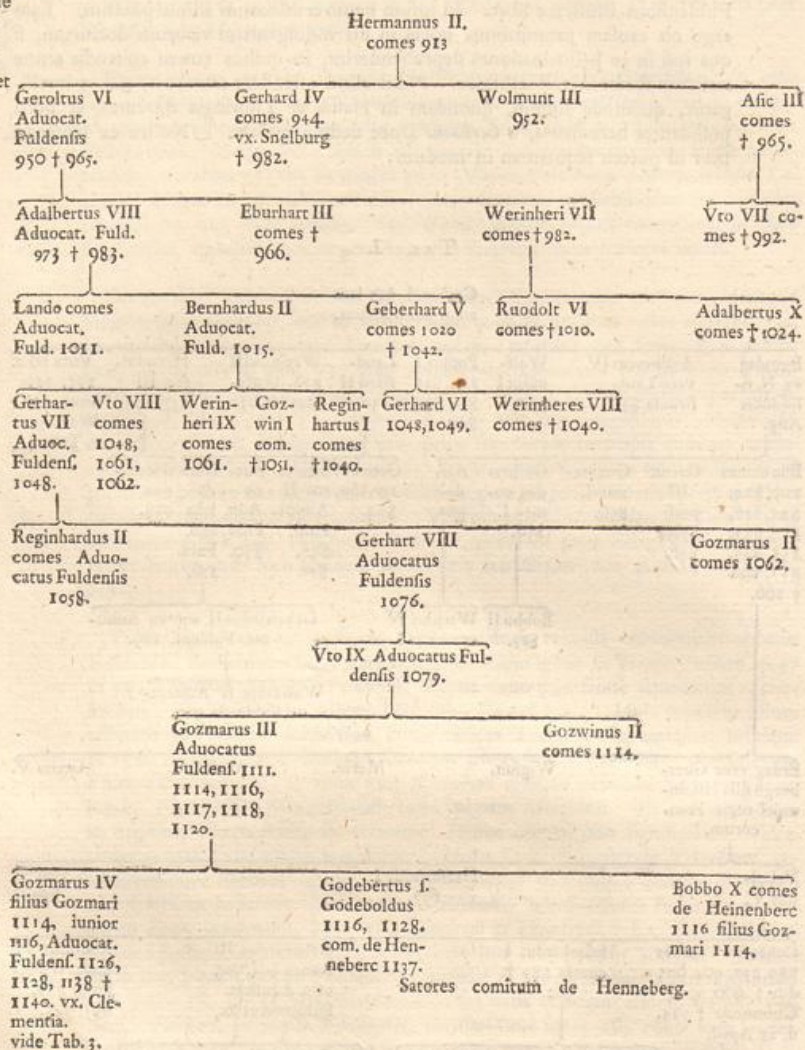 Hermannus II.
comes 913
et
Geroltus VI
Aduocat.
Fuldenſis
950 † 965.
Gerhard IV
comes 944.
vx. Snelburg
† 982.
Wolmunt III
952.
Aſic III
comes
† 965.
Adalbertus VIII
Aduocat. Fuld.
973 † 983.
Eburhart III
comes †
966.
Werinheri VII
comes † 982.
Vto VII co-
mes † 992.
Lando comes
Aduocat.
Fuld. 1011.
Bernhardus II
Aduocat.
Fuld. 1015.
Geberhard V
comes 1020
† 1042.
Ruodolt VI
comes † 1010.
Adalbertus X
comes † 1024.
Gerhar-
tus VII
Aduoc.
Fuldenſ.
1048.
Vto VIII
comes
1048,
1061,
1062.
Werin-
heri IX
comes
1061.
Goz-
win I
com.
† 1051.
Regin-
hartus I
comes
† 1040.
Gerhard VI
1048, 1049.
Werinheres VIII
comes † 1040.
Reginhardus II
comes Aduo-
catus Fuldenſis
1058.
Gerhart VIII
Aduocatus
Fuldenſis
1076.
Gozmarus II
comes 1062.
Vto IX Aduocatus Ful-
denſis 1079.
Gozmarus III
Aduocatus
Fuldenſ. 1111.
1114, 1116,
1117, 1118,
1120.
Gozwinus II
comes 1114.
Gozmarus IV
filius Gozmari
1114, iunior
1116, Aduocat.
Fuldenſ. 1126,
1128, 1138 †
1140. vx. Cle-
mentia.
vide Tab. 3.
Godebertus ſ.
Godeboldus
1116, 1128.
com. de Hen-
neberc 1137.
Bobbo X comes
de Heinenberc
1116 filius Goz-
mari 1114.
Satores comitum de Henneberg.